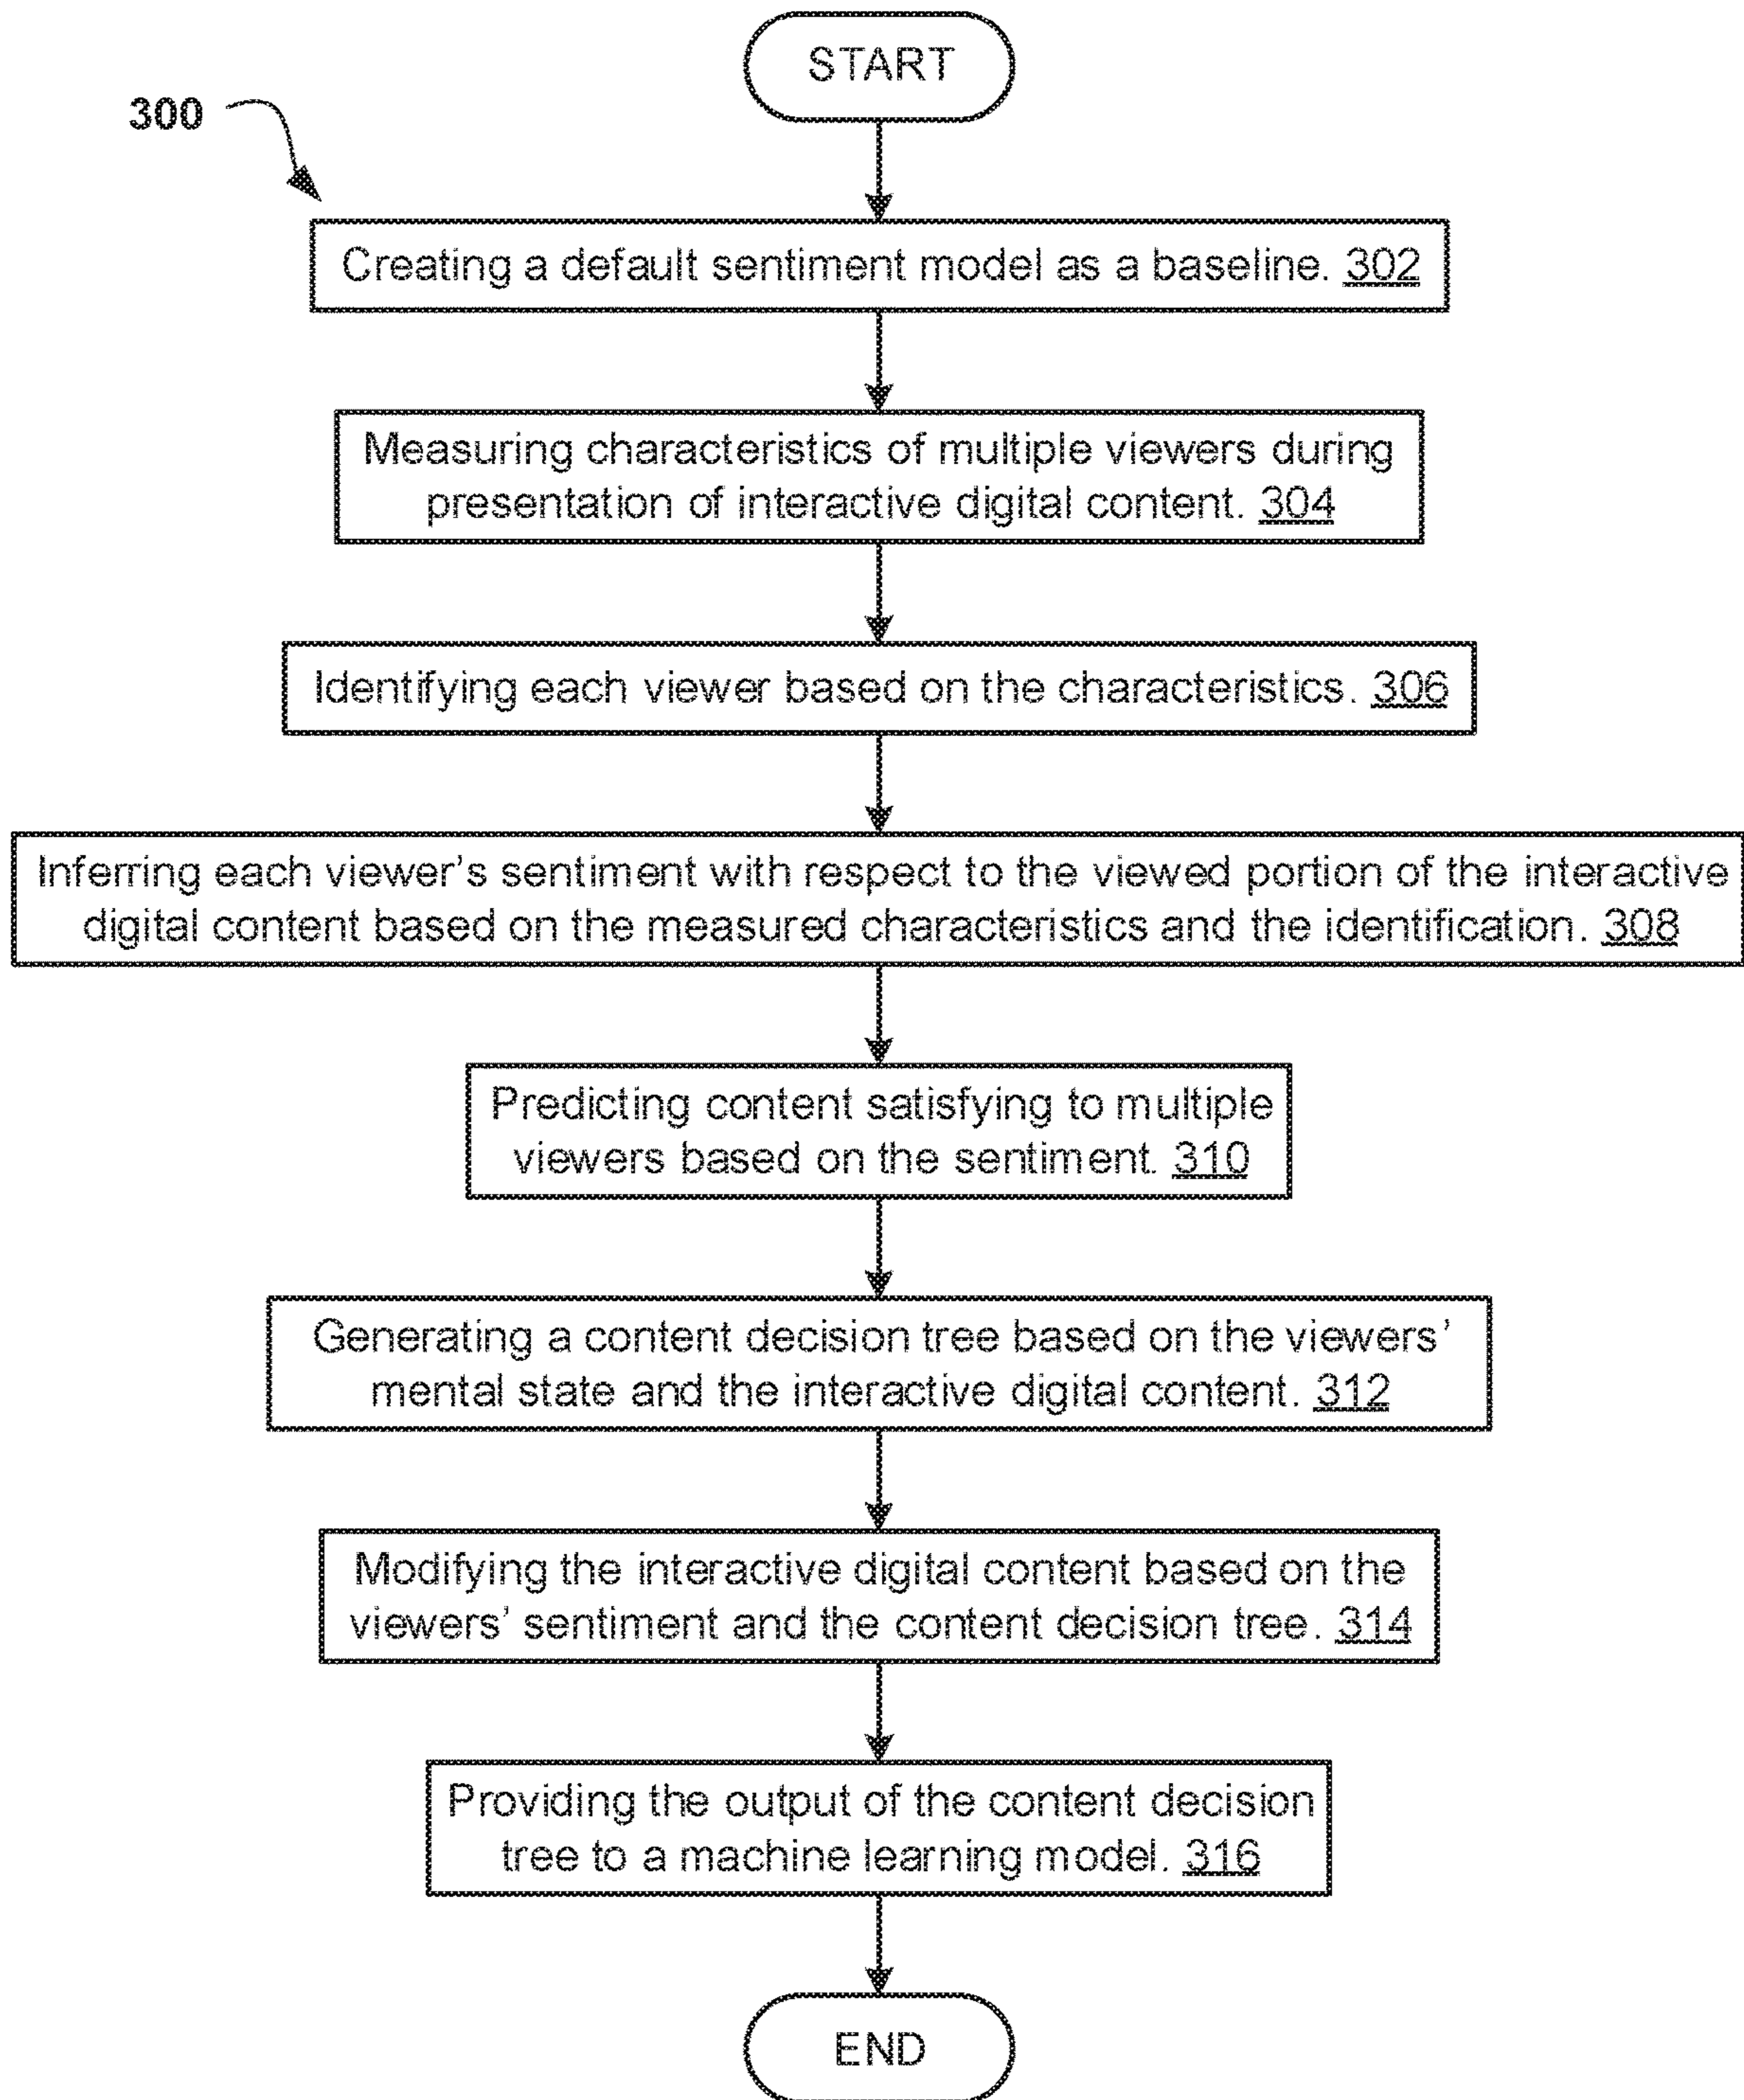 START
300
Creating a default sentiment model as a baseline. 302
Measuring characteristics of multiple viewers during
presentation of interactive digital content. 304
Identifying each viewer based on the characteristics. 306
Inferring each viewer's sentiment with respect to the viewed portion of the interactive
digital content based on the measured characteristics and the identification. 308
Predicting content satisfying to multiple
viewers based on the sentiment. 310
Generating a content decision tree based on the viewers'
mental state and the interactive digital content. 312
Modifying the interactive digital content based on the
viewers' sentiment and the content decision tree. 314
Providing the output of the content decision
tree to a machine learning model. 316
END